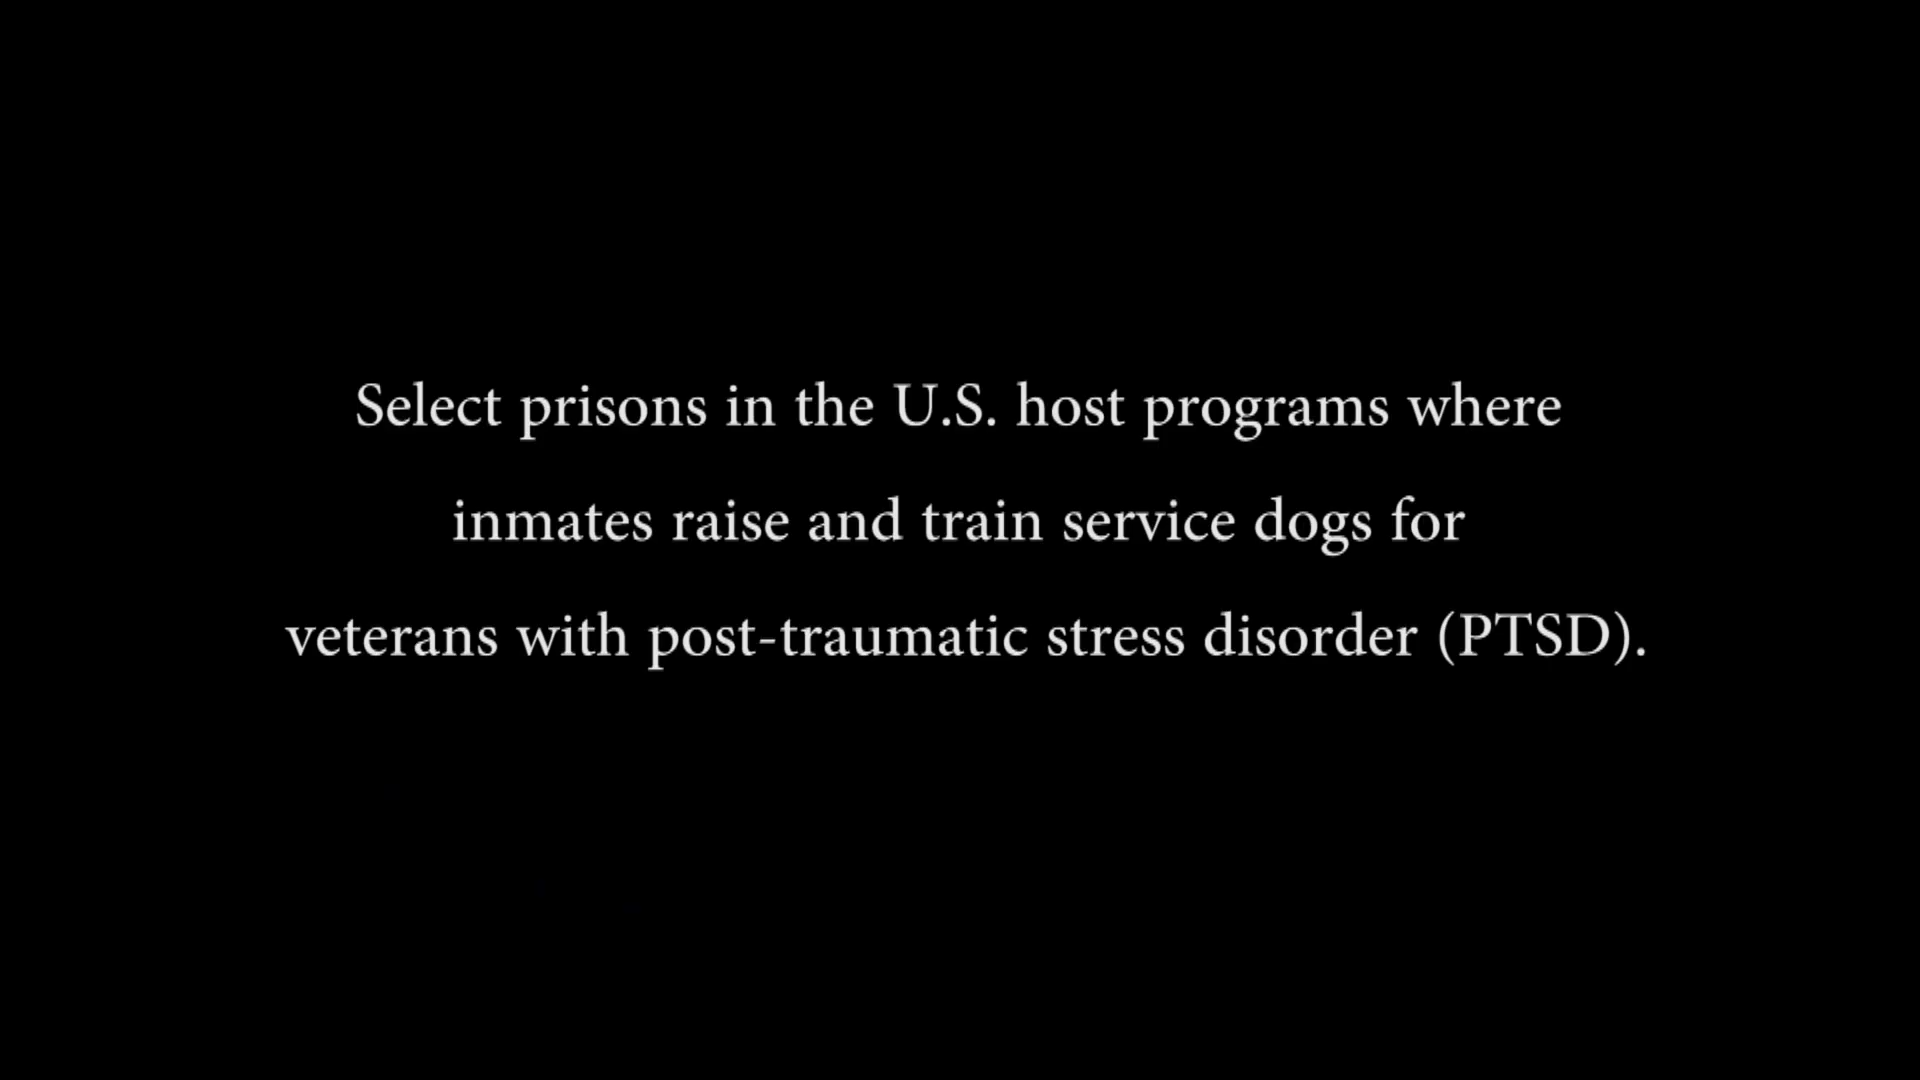 Select prisons in the U.S. host programs where
inmates raise and train service dogs for
veterans with post-traumatic stress disorder (PTSD).